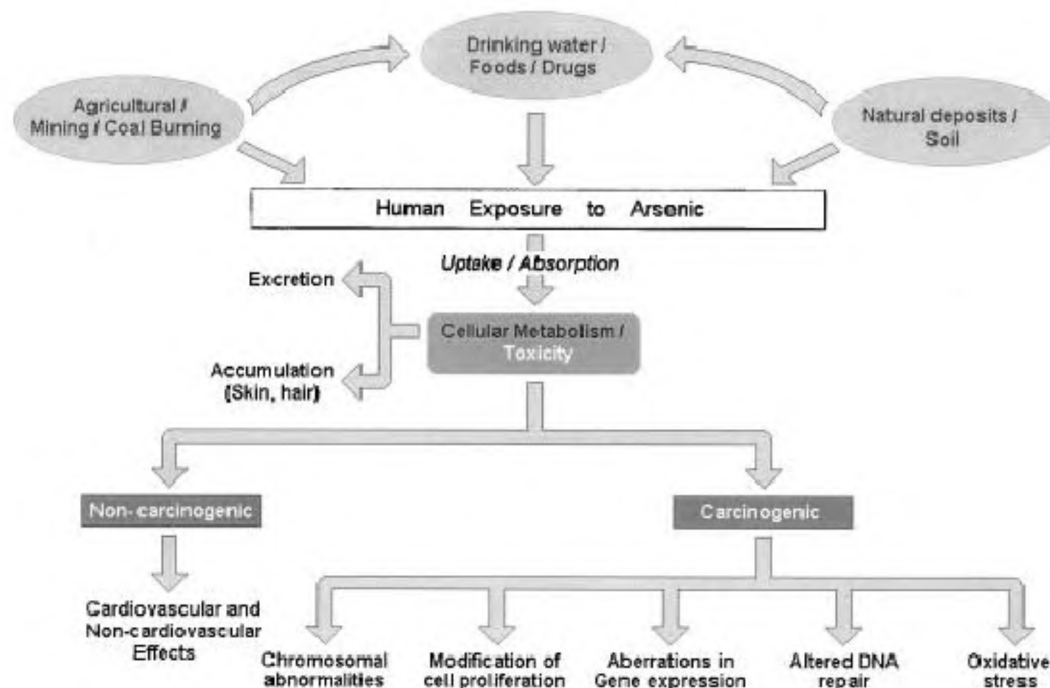 Drinking water /
Foods / Drugs
Agricultural /
Mining / Coal Burning
Natural deposits /
Soil
Human Exposure to Arsenic
Uptake / Absorption
Excretion
Cellular Metabolism /
Toxicity
Accumulation
(Skin, hair)
Non-carcinogenic
Carcinogenic
Cardiovascular and
Non-cardiovascular
Effects
Chromosomal
abnormalities
Modification of
cell proliferation
Aberrations in
Gene expression
Altered DNA
repair
Oxidative
stress